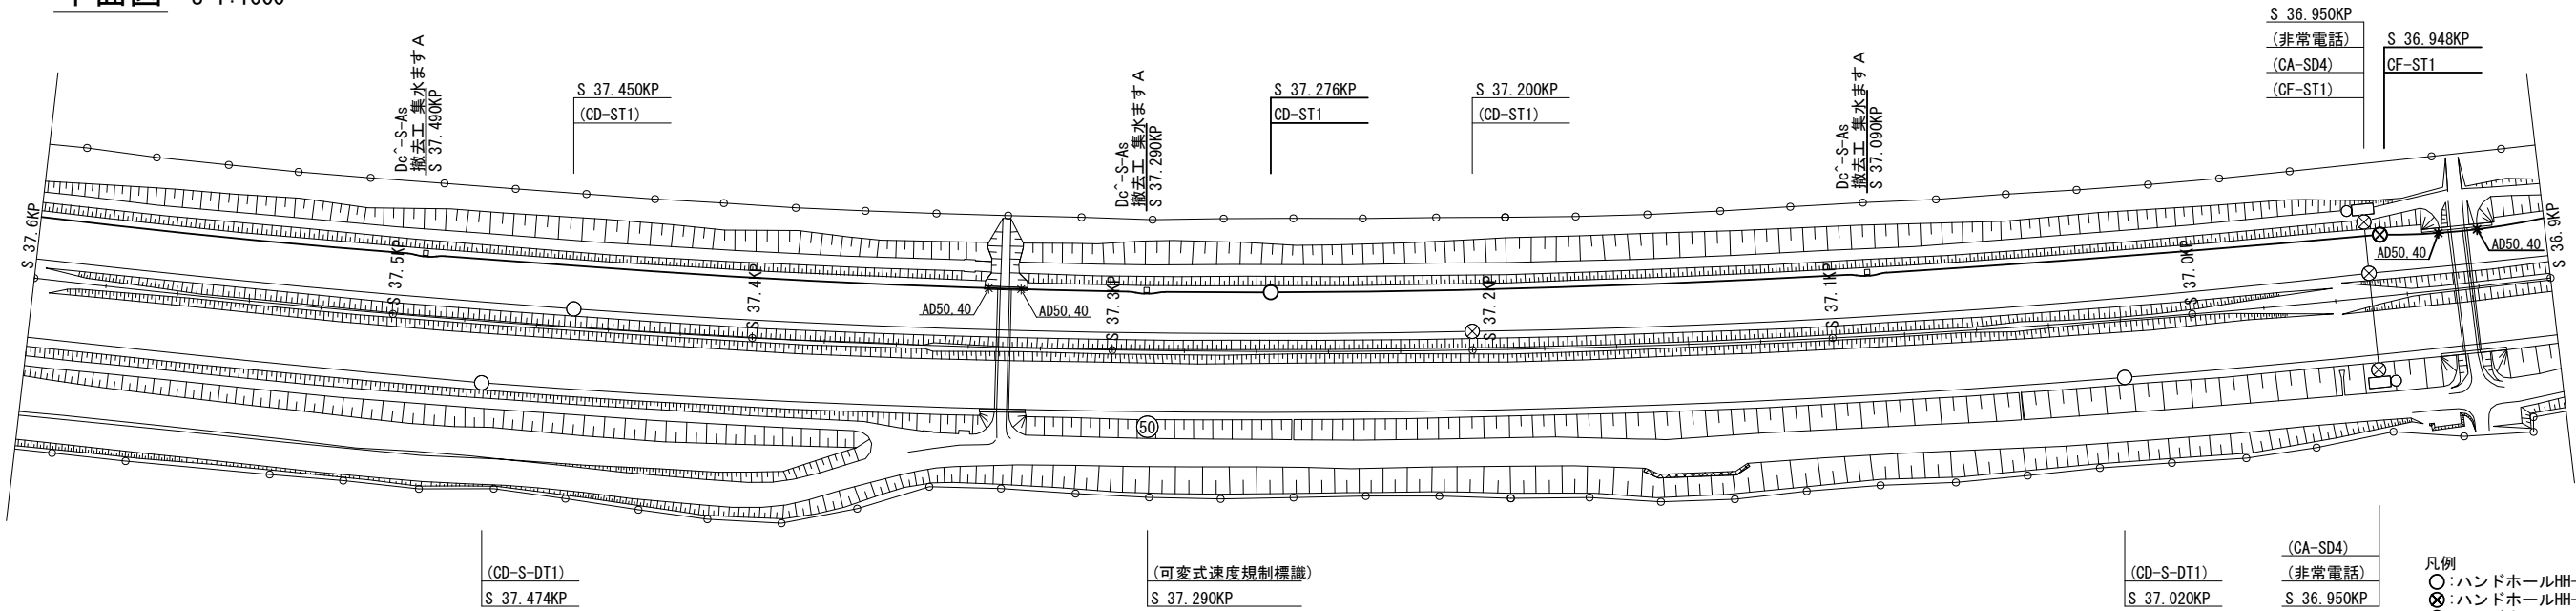 S 36.950KP
(非常電話)
(CA-SD4)
(CF-ST1)
S 36.948KP
CF-ST1
Dc^-S-As
撤去工 集水ますA
S 37.490KP
S 37.450KP
(CD-ST1)
Dc^-S-As
撤去工 集水ますA
S 37.290KP
S 37.276KP
CD-ST1
S 37.200KP
(CD-ST1)
Dc^-S-As
撤去工 集水ますA
S 37.090KP
S 37.6KP
S 37.5KP
S 37.4KP
S 37.3KP
S 37.2KP
S 37.1KP
S 37.0KP
S 36.9KP
AD50.40
AD50.40
AD50.40
AD50.40
50
(CD-S-DT1)
S 37.474KP
(可変式速度規制標識)
S 37.290KP
(CD-S-DT1)
S 37.020KP
(CA-SD4)
(非常電話)
S 36.950KP
凡例
○:ハンドホールHH-
⊗:ハンドホールHH-